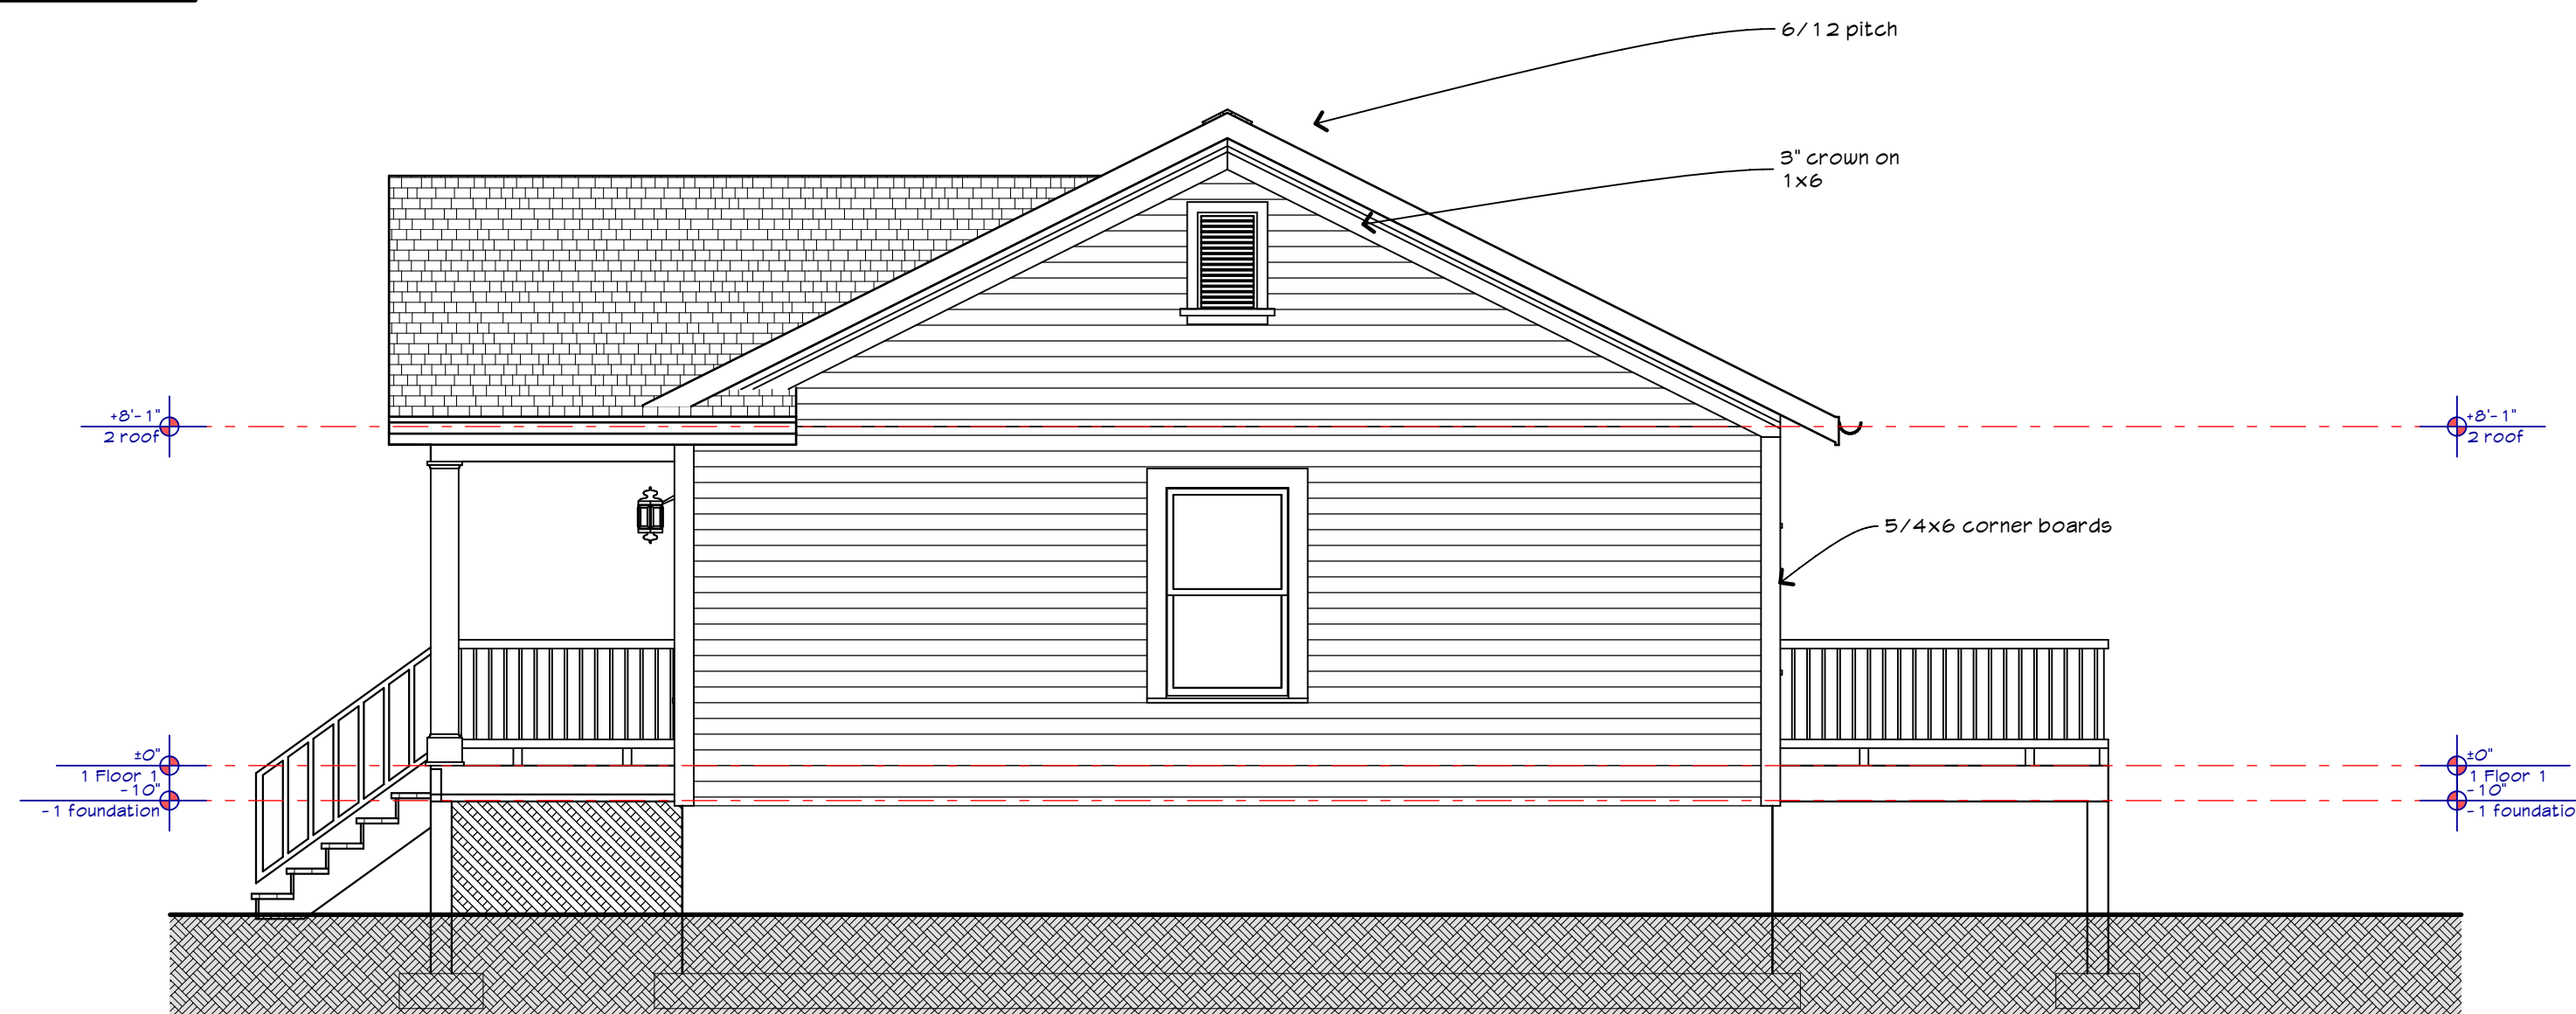 6/12 pitch
3" crown on
1x6
+8'-1"
2 roof
+8'-1"
2 roof
5/4x6 corner boards
±0"
1 Floor 1
-10"
-1 foundation
±0"
1 Floor 1
-10"
-1 foundatio